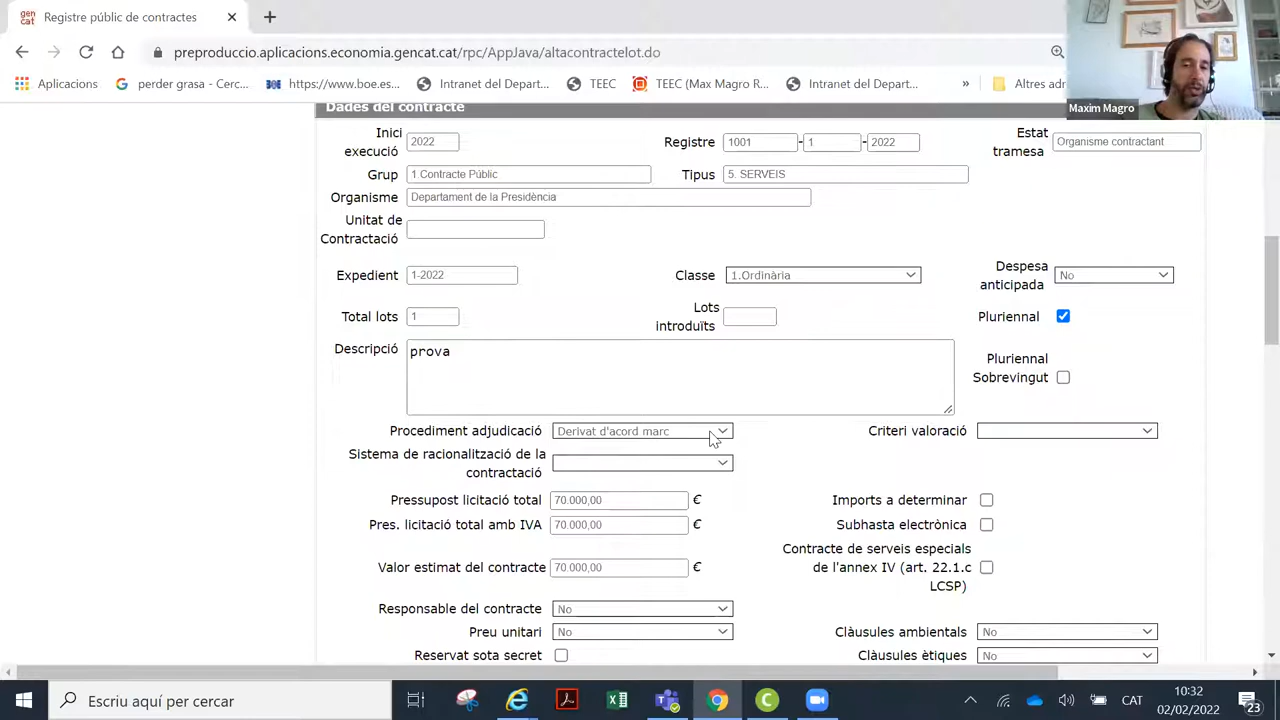 gen
cat
Registre públic de contractes
preproduccio.aplicacions.economia.gencat.cat/rpc/AppJava/altacontractelot.do
Aplicacions
perder grasa - Cerc...
https://www.boe.es...
Intranet del Depart...
TEEC
TEEC (Max Magro R...
Intranet del Depar...
»
Altres adr
Maxim Magro
Dades del contracte
Inici execució
2022
Registre
1001
-
1
-
2022
Estat tramesa
Organisme contractant
Grup
1.Contracte Públic
Tipus
5. SERVEIS
Organisme
Departament de la Presidència
Unitat de Contractació
Expedient
1-2022
Classe
1.Ordinària
Despesa anticipada
No
Total lots
1
Lots introduïts
Pluriennal
Descripció
prova
Pluriennal Sobrevingut
Procediment adjudicació
Derivat d'acord marc
Criteri valoració
Sistema de racionalització de la contractació
Pressupost licitació total
70.000,00
€
Imports a determinar
Pres. licitació total amb IVA
70.000,00
€
Subhasta electrònica
Valor estimat del contracte
70.000,00
€
Contracte de serveis especials de l'annex IV (art. 22.1.c LCSP)
Responsable del contracte
No
Preu unitari
No
Clàusules ambientals
No
Reservat sota secret
Clàusules ètiques
No
Escriu aquí per cercar
CAT
10:32
02/02/2022
23